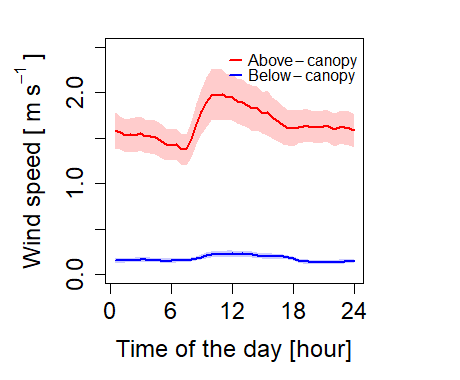 Above – canopy
Below – canopy
Wind speed [ m s⁻¹ ]
2.0
1.0
0.0
0 6 12 18 24
Time of the day [hour]